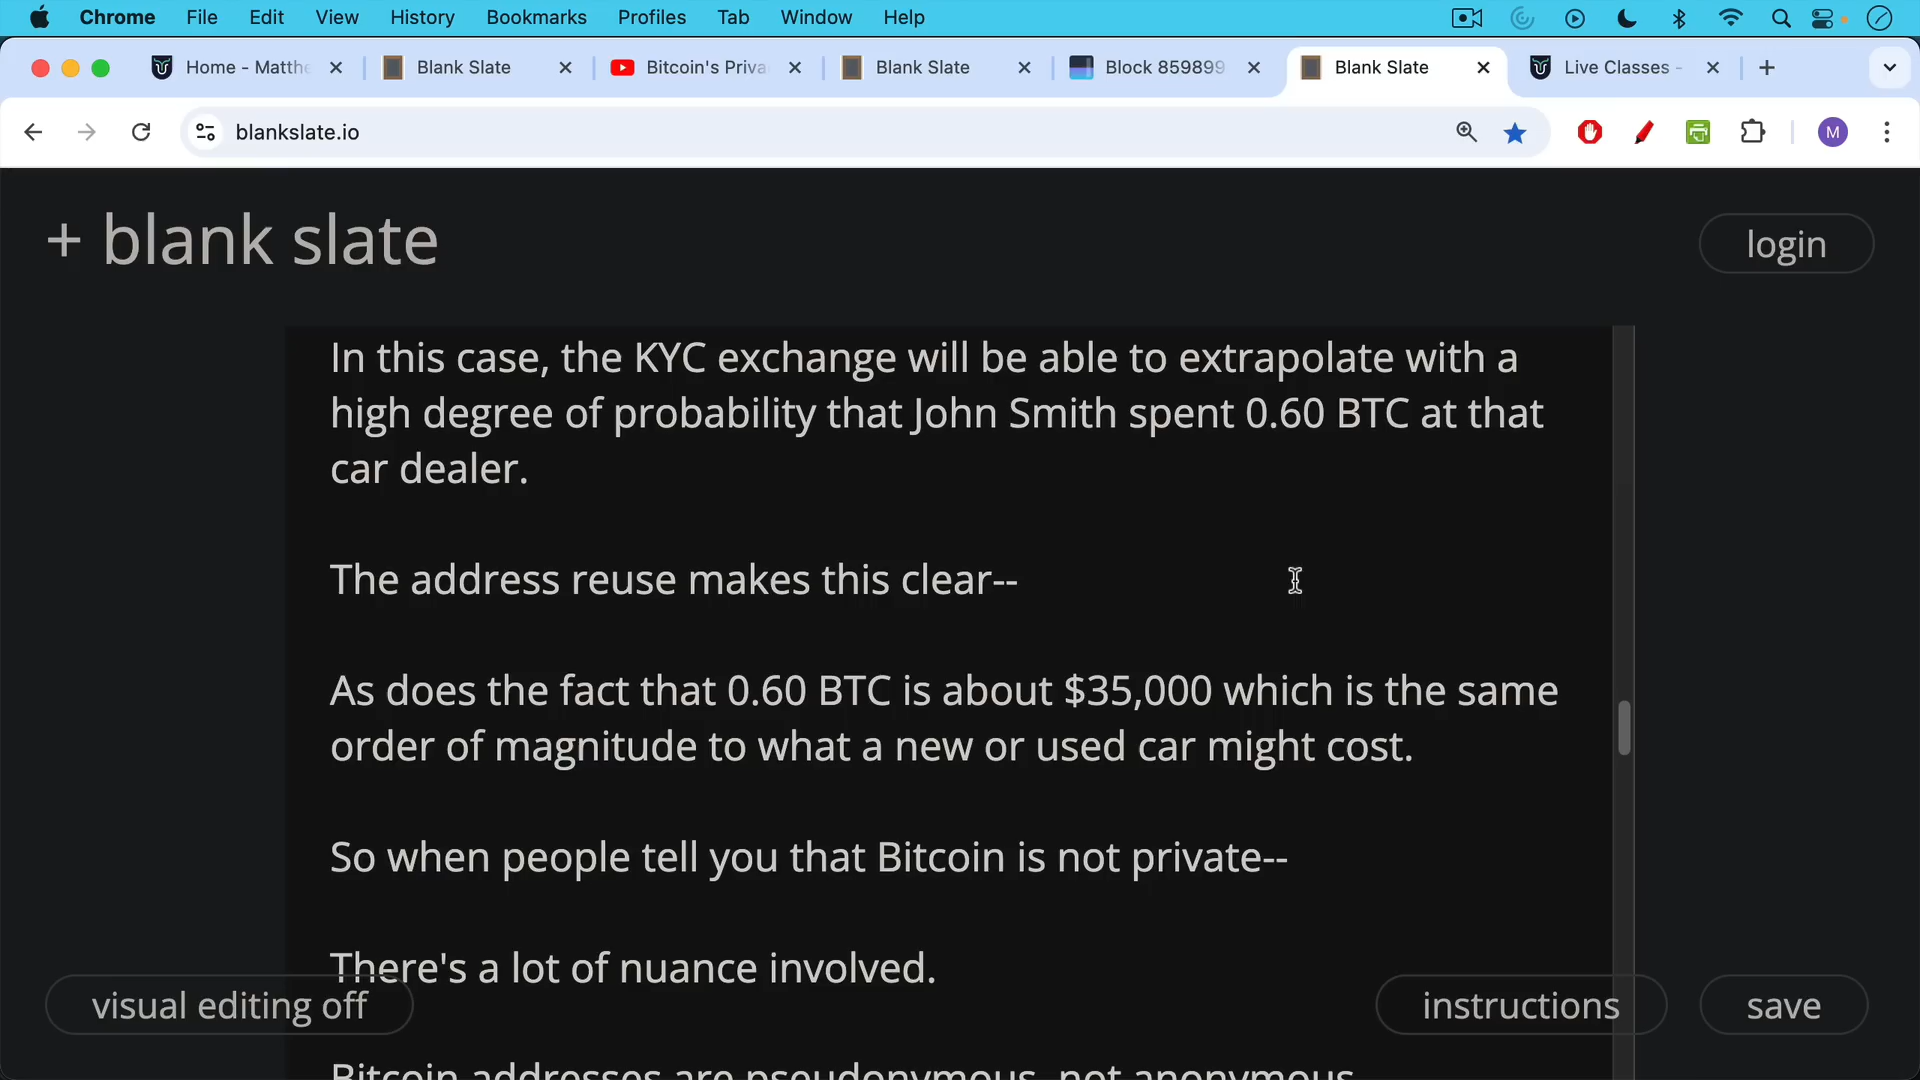 Chrome File Edit View History Bookmarks Profiles Tab Window Help
Home - Matthe Blank Slate Bitcoin's Priva Blank Slate Block 859899 Blank Slate Live Classes -
blankslate.io M
+ blank slate
login
In this case, the KYC exchange will be able to extrapolate with a
high degree of probability that John Smith spent 0.60 BTC at that
car dealer.
The address reuse makes this clear--
As does the fact that 0.60 BTC is about $35,000 which is the same
order of magnitude to what a new or used car might cost.
So when people tell you that Bitcoin is not private--
There's a lot of nuance involved.
visual editing off instructions save
Bitcoin addresses are pseudonymous, not anonymous.